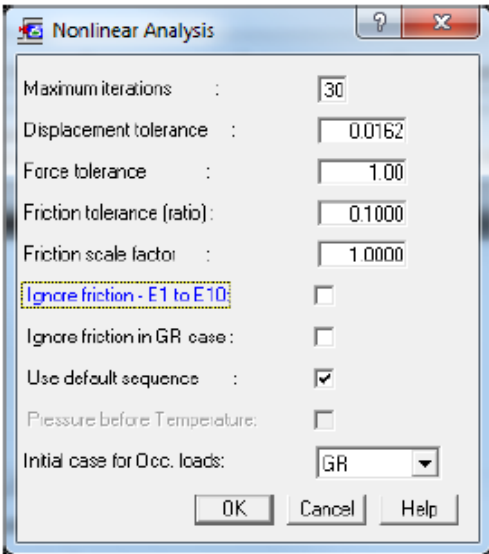 Nonlinear Analysis
Maximum iterations : 30
Displacement tolerance : 0.0162
Force tolerance : 1.00
Friction tolerance (ratio): 0.1000
Friction scale factor : 1.0000
Ignore friction - E1 to E10:
Ignore friction in GR case:
Use default sequence :
Pressure before Temperature:
Initial case for Occ. loads: GR
OK Cancel Help